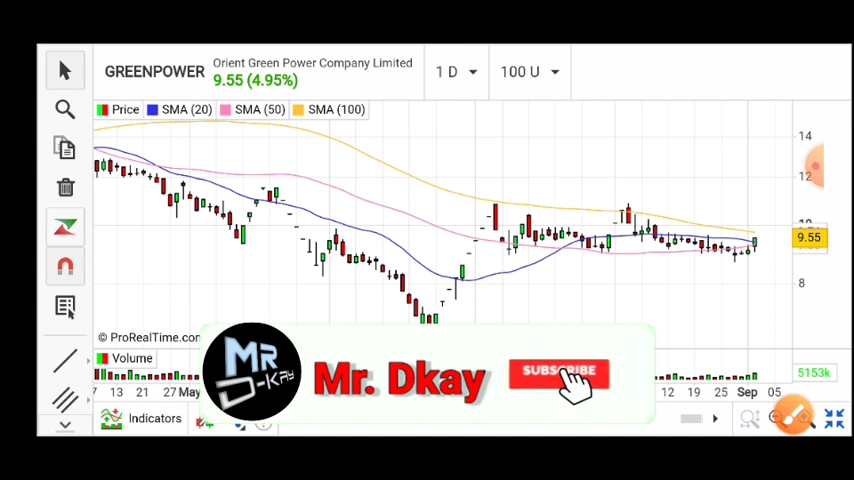 GREENPOWER
Orient Green Power Company Limited
9.55 (4.95%)
1 D
100 U
Price SMA (20) SMA (50) SMA (100)
14
12
10
9.55
8
© ProRealTime.com
Volume
5153k
MR
D-KAY
Mr. Dkay
SUBSCRIBE
7 13 21 27 May
12 19 25 Sep 05
Indicators